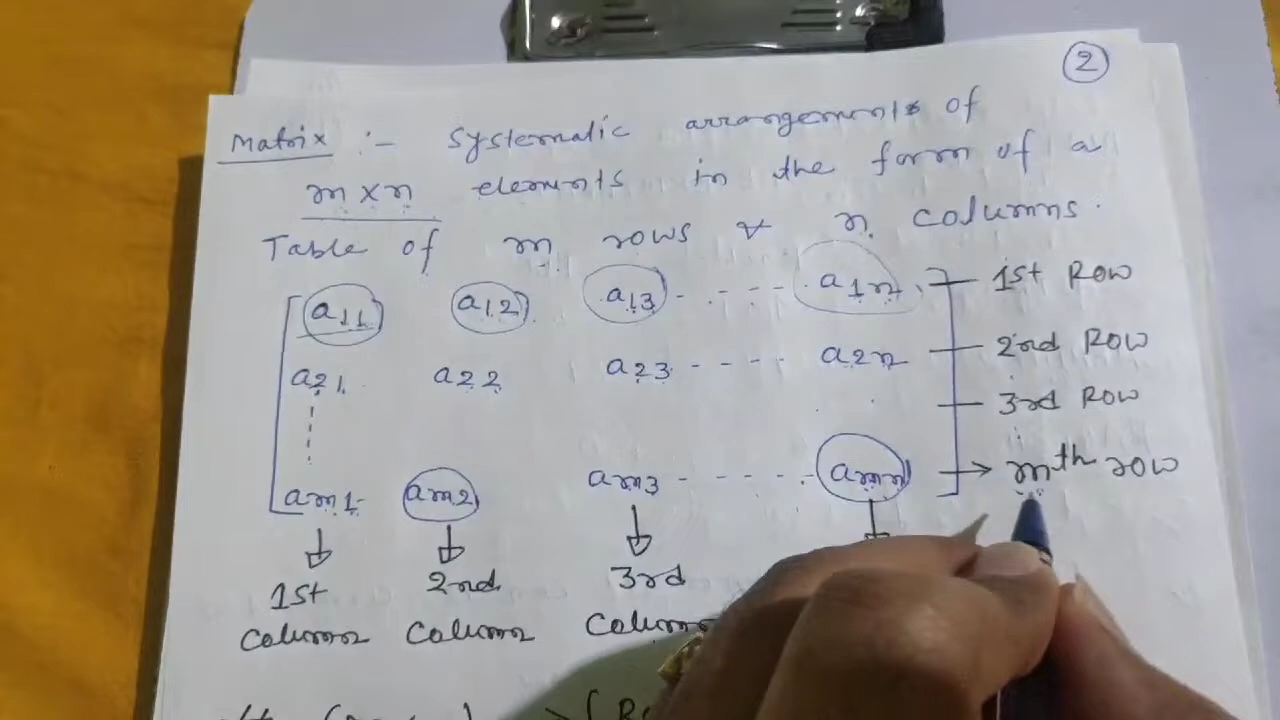 2
Matrix :- Systematic arrangements of
m x n elements in the form of a
Table of m rows & n columns.
a11 a12 a13 - - - - - a1n 1st Row
a21 a22 a23 - - - - - a2n 2nd Row
3rd Row
am1 am2 am3 - - - - - amn mth row
1st 2nd 3rd
column column column